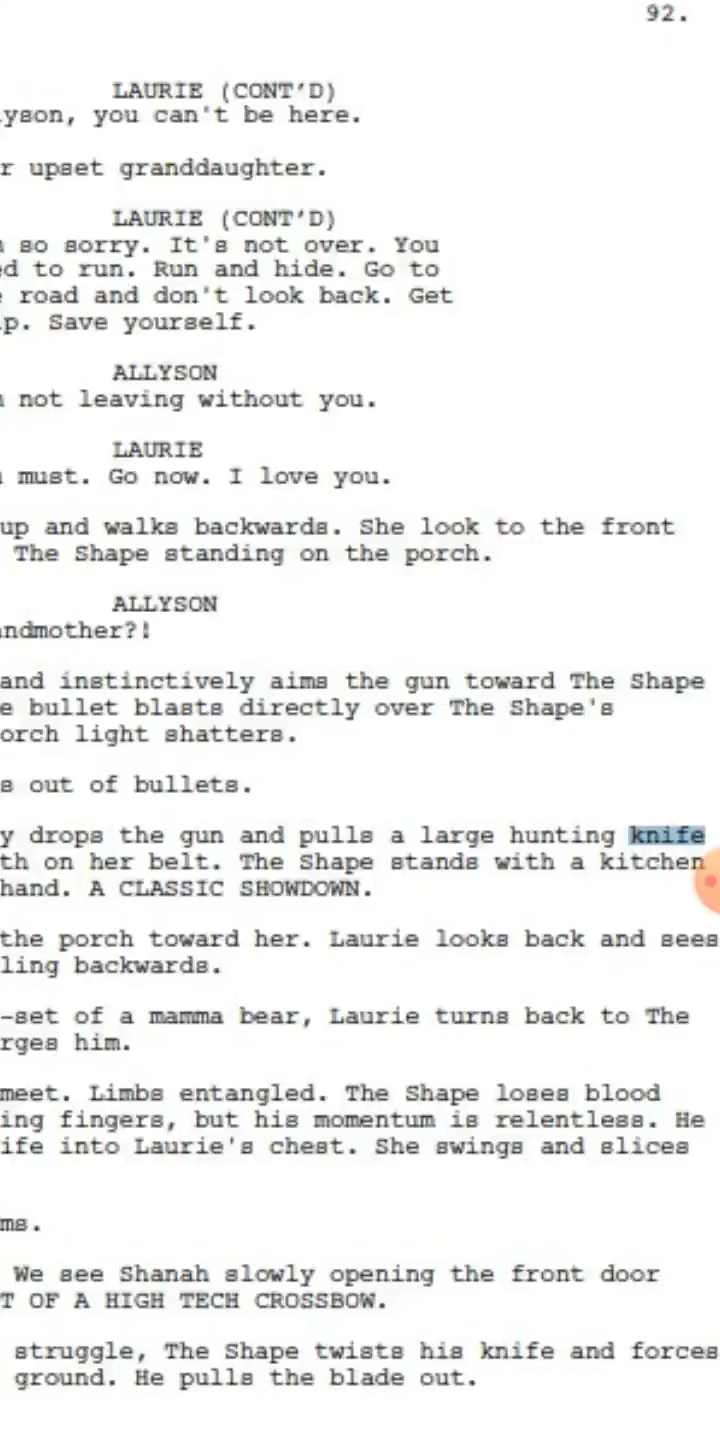 92.
LAURIE (CONT'D)
lyson, you can't be here.
r upset granddaughter.
LAURIE (CONT'D)
so sorry. It's not over. You
ed to run. Run and hide. Go to
e road and don't look back. Get
lp. Save yourself.
ALLYSON
not leaving without you.
LAURIE
must. Go now. I love you.
up and walks backwards. She look to the front
The Shape standing on the porch.
ALLYSON
andmother?!
and instinctively aims the gun toward The Shape
e bullet blasts directly over The Shape's
orch light shatters.
s out of bullets.
y drops the gun and pulls a large hunting knife
th on her belt. The Shape stands with a kitchen
hand. A CLASSIC SHOWDOWN.
the porch toward her. Laurie looks back and sees
ling backwards.
-set of a mamma bear, Laurie turns back to The
rges him.
meet. Limbs entangled. The Shape loses blood
ing fingers, but his momentum is relentless. He
ife into Laurie's chest. She swings and slices
ms.
We see Shanah slowly opening the front door
T OF A HIGH TECH CROSSBOW.
struggle, The Shape twists his knife and forces
ground. He pulls the blade out.